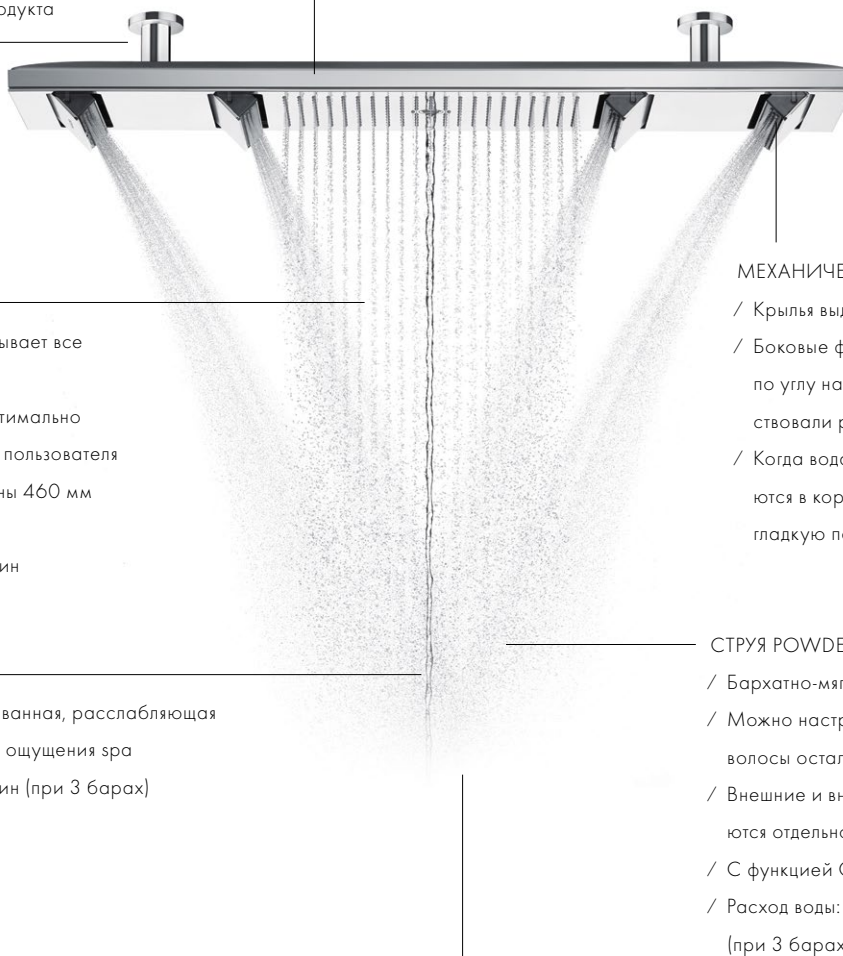 одукта
ывает все
тимально
пользователя
ны 460 мм
ин
ванная, расслабляющая
ощущения spa
ин (при 3 барах)
МЕХАНИЧЕ
/ Крылья выд
/ Боковые ф
по углу на
ствовали р
/ Когда вода
ются в кор
гладкую по
СТРУЯ POWDE
/ Бархатно-мяг
/ Можно настр
волосы остал
/ Внешние и вн
ются отдельно
/ С функцией
/ Расход воды:
(при 3 барах